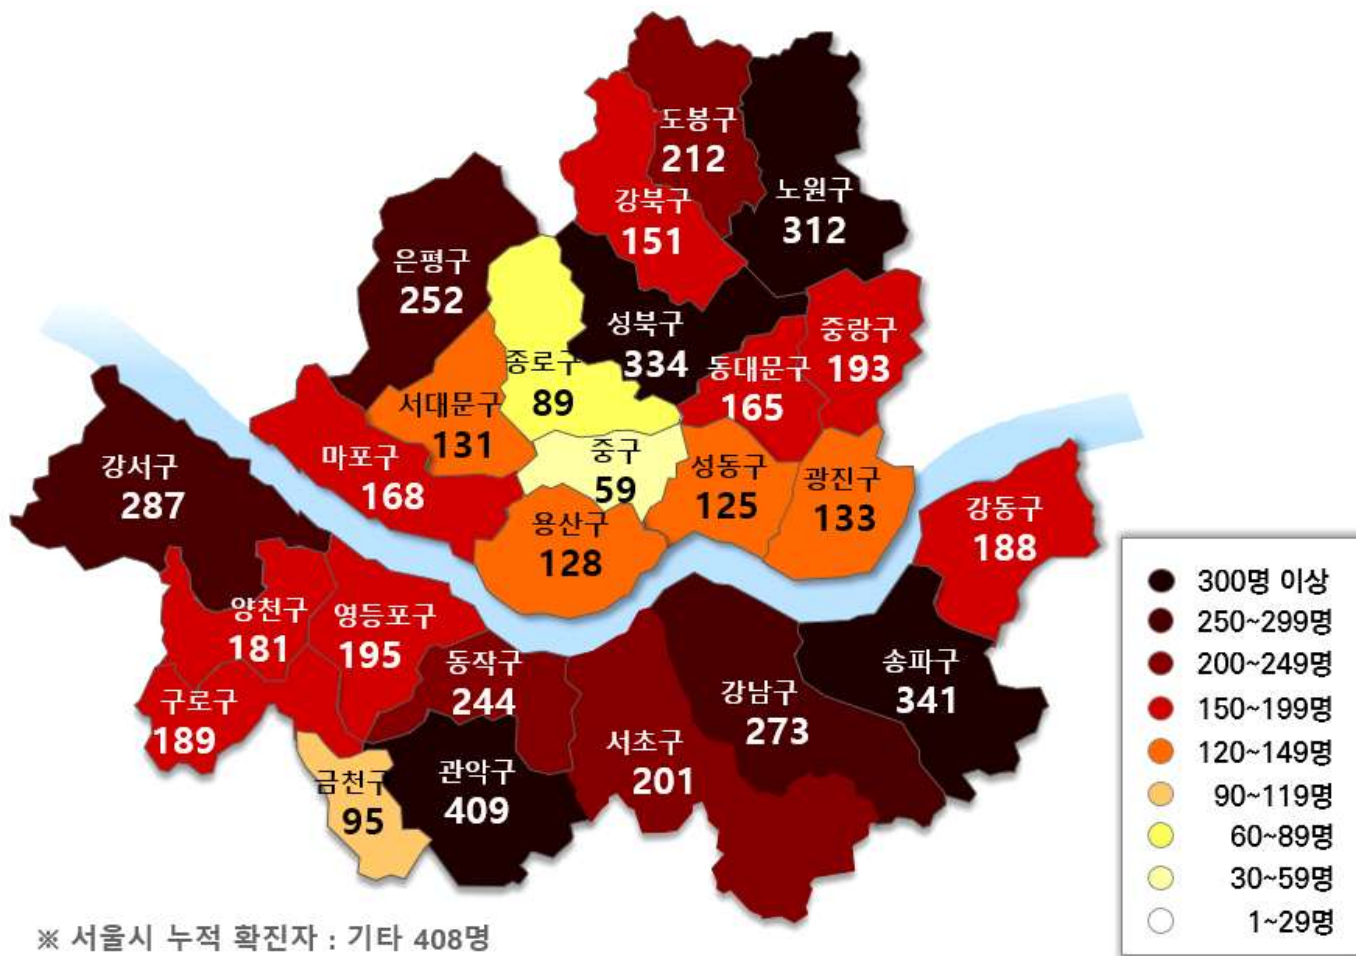 도봉구
212
노원구
312
강북구
151
은평구
252
성북구
334
중랑구
193
종로구
89
동대문구
165
서대문구
131
마포구
168
중구
59
성동구
125
광진구
133
강서구
287
용산구
128
강동구
188
양천구
181
영등포구
195
동작구
244
구로구
189
금천구
95
관악구
409
서초구
201
강남구
273
송파구
341
300명 이상
250~299명
200~249명
150~199명
120~149명
90~119명
60~89명
30~59명
1~29명
※ 서울시 누적 확진자 : 기타 408명